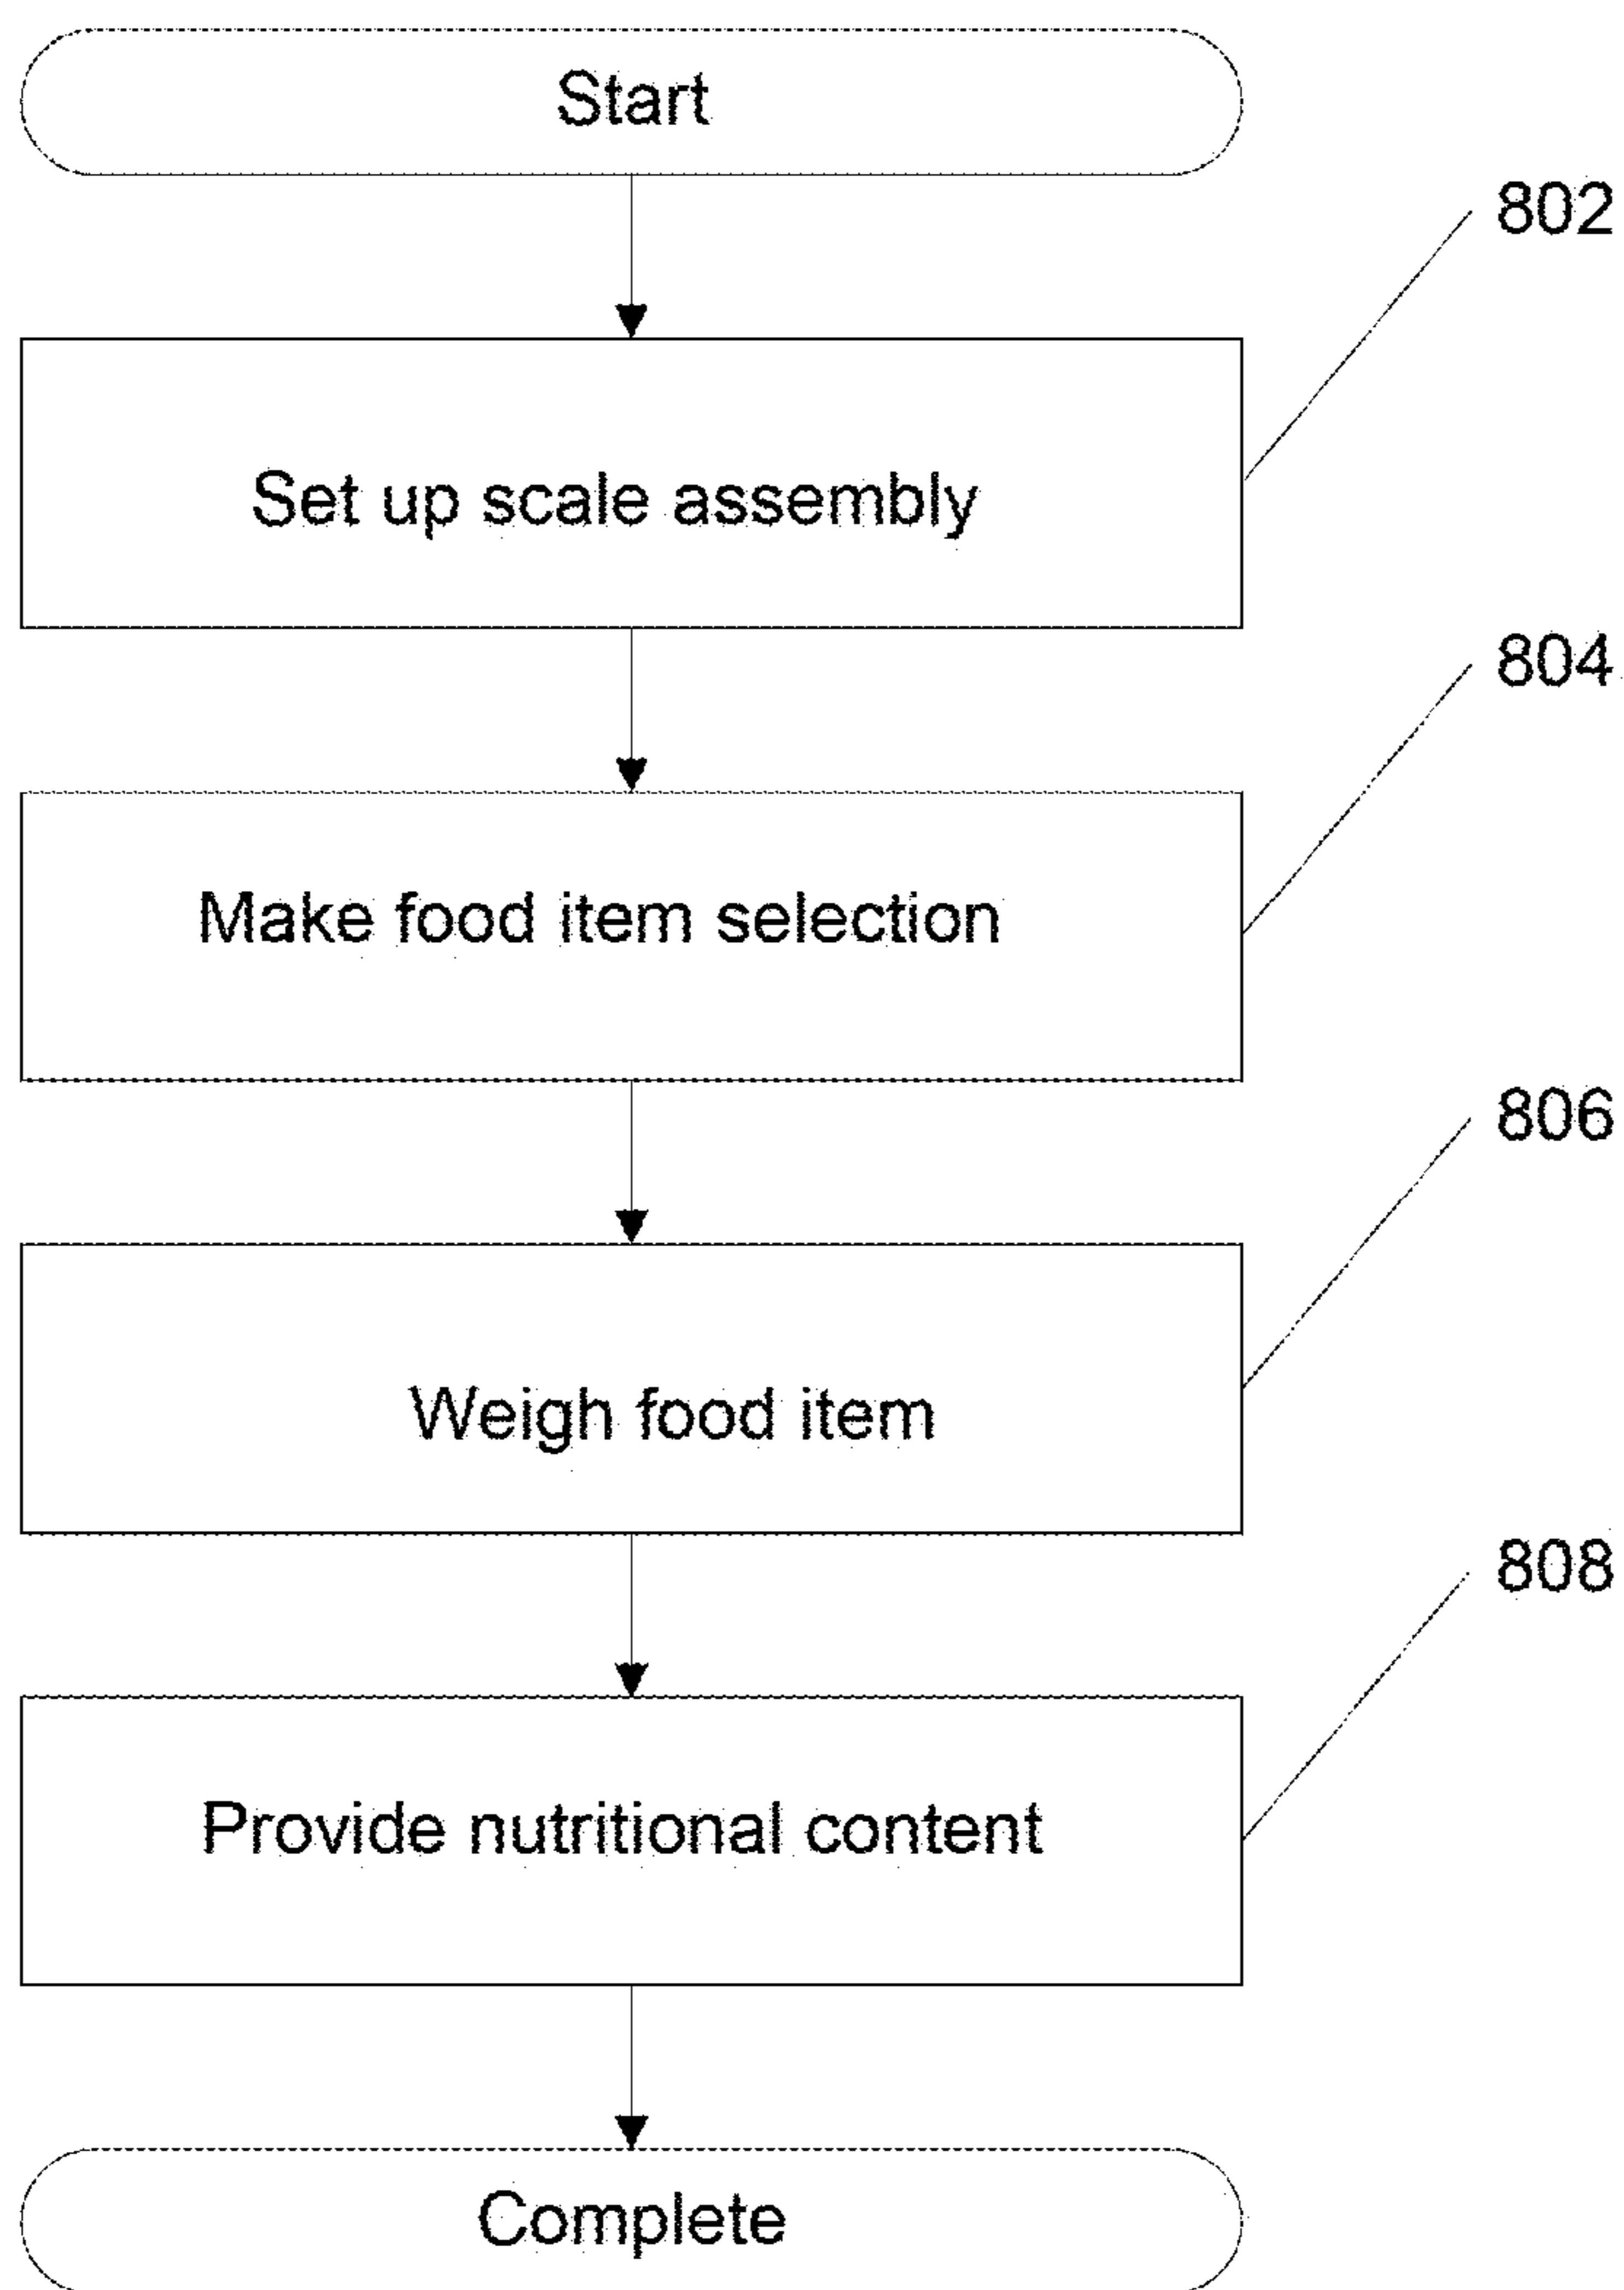 Start
802
Set up scale assembly
804
Make food item selection
806
Weigh food item
808
Provide nutritional content
Complete